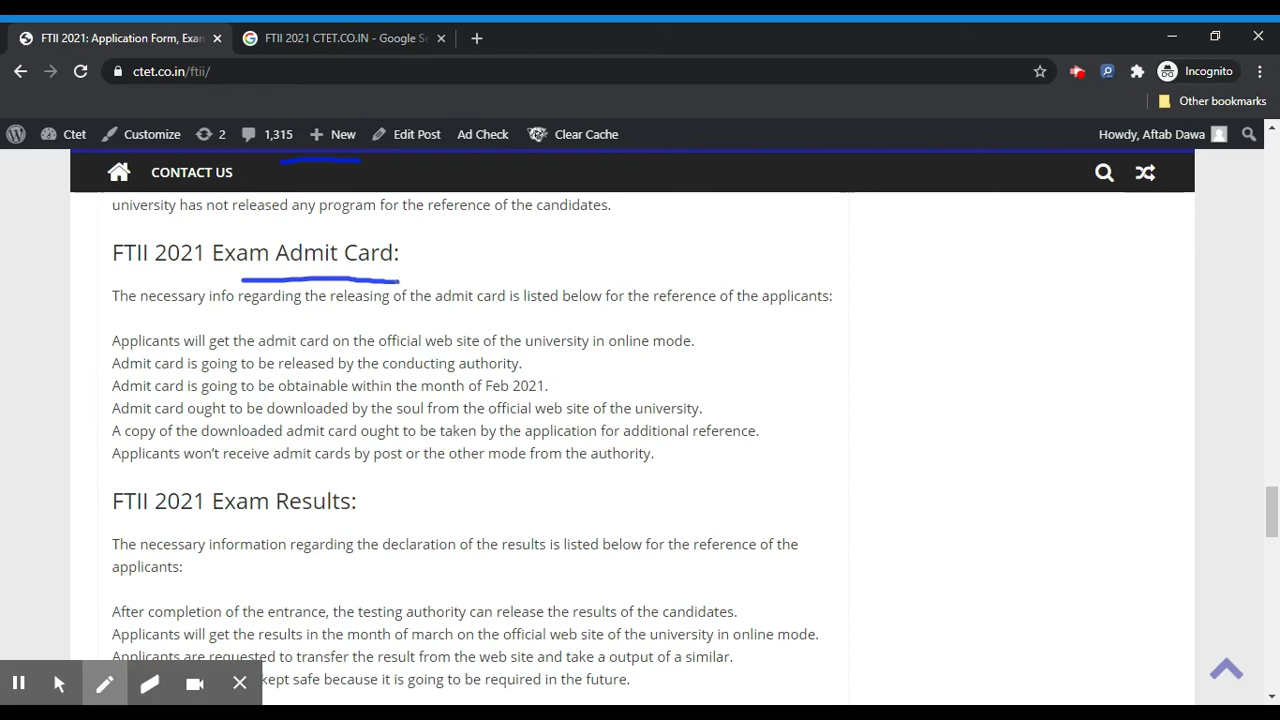 FTII 2021: Application Form, Exan
FTII 2021 CTET.CO.IN - Google Se
ctet.co.in/ftii/
Incognito
Other bookmarks
Ctet Customize 2 1,315 New Edit Post Ad Check Clear Cache Howdy, Aftab Dawa
CONTACT US
university has not released any program for the reference of the candidates.
FTII 2021 Exam Admit Card:
The necessary info regarding the releasing of the admit card is listed below for the reference of the applicants:
Applicants will get the admit card on the official web site of the university in online mode.
Admit card is going to be released by the conducting authority.
Admit card is going to be obtainable within the month of Feb 2021.
Admit card ought to be downloaded by the soul from the official web site of the university.
A copy of the downloaded admit card ought to be taken by the application for additional reference.
Applicants won’t receive admit cards by post or the other mode from the authority.
FTII 2021 Exam Results:
The necessary information regarding the declaration of the results is listed below for the reference of the
applicants:
After completion of the entrance, the testing authority can release the results of the candidates.
Applicants will get the results in the month of march on the official web site of the university in online mode.
Applicants are requested to transfer the result from the web site and take a output of a similar.
kept safe because it is going to be required in the future.